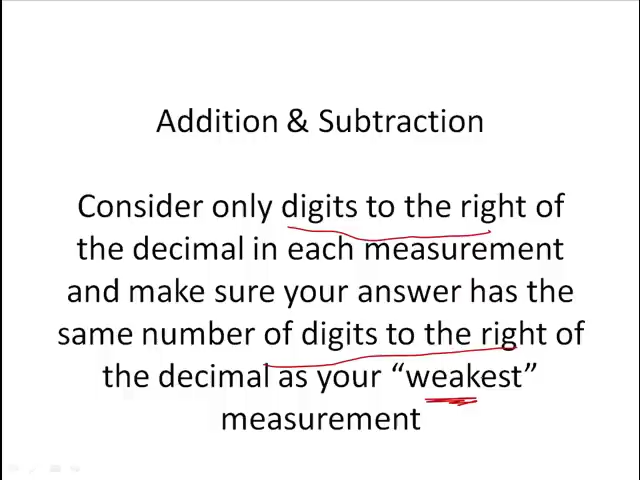 Addition & Subtraction
Consider only digits to the right of
the decimal in each measurement
and make sure your answer has the
same number of digits to the right of
the decimal as your “weakest”
measurement